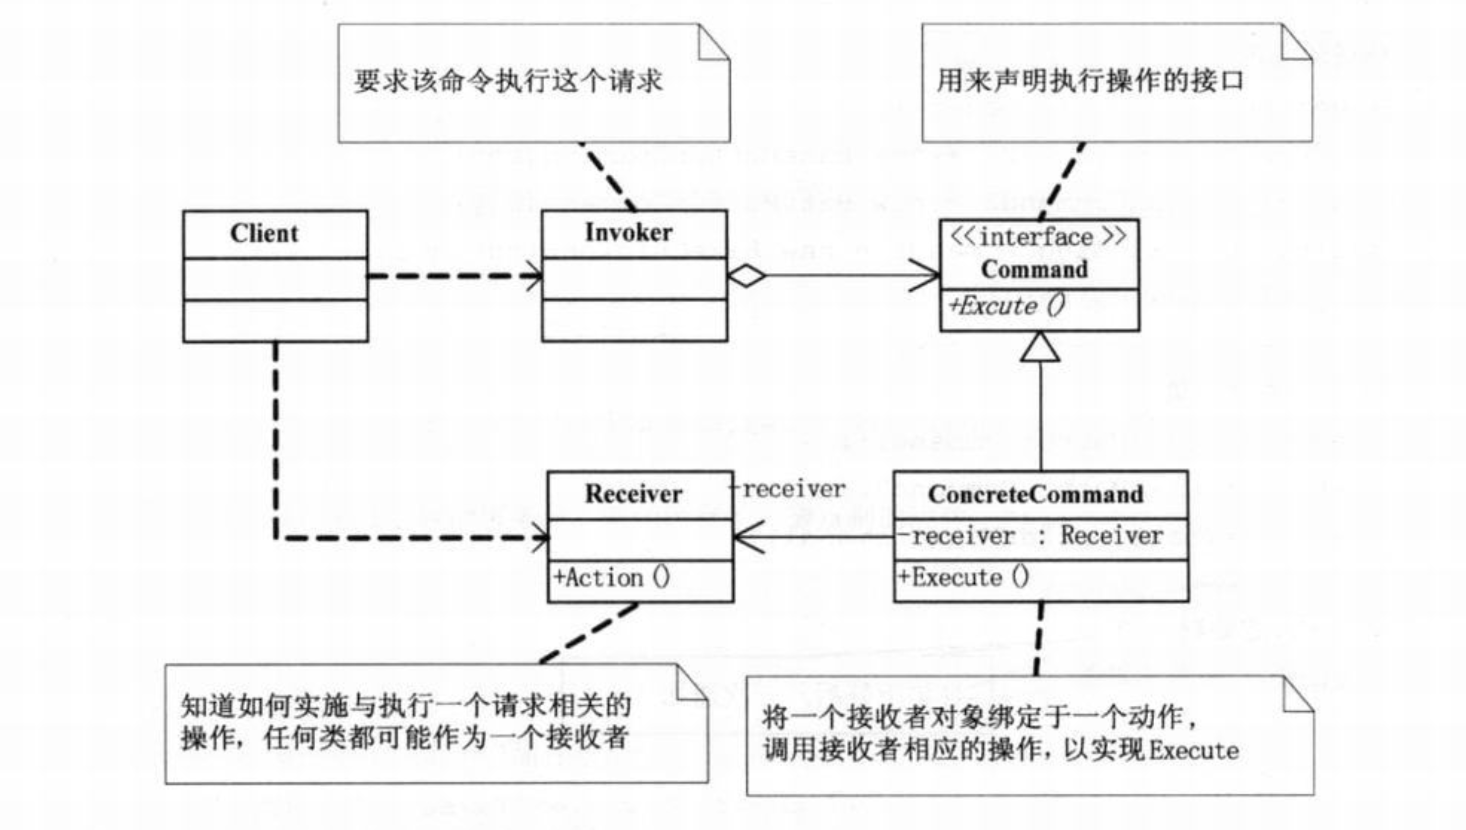 要求该命令执行这个请求
用来声明执行操作的接口
Client
Invoker
<<interface >>
Command
+Excute ()
Receiver
-receiver
+Action ()
ConcreteCommand
-receiver : Receiver
+Execute ()
知道如何实施与执行一个请求相关的
操作，任何类都可能作为一个接收者
将一个接收者对象绑定于一个动作，
调用接收者相应的操作，以实现Execute